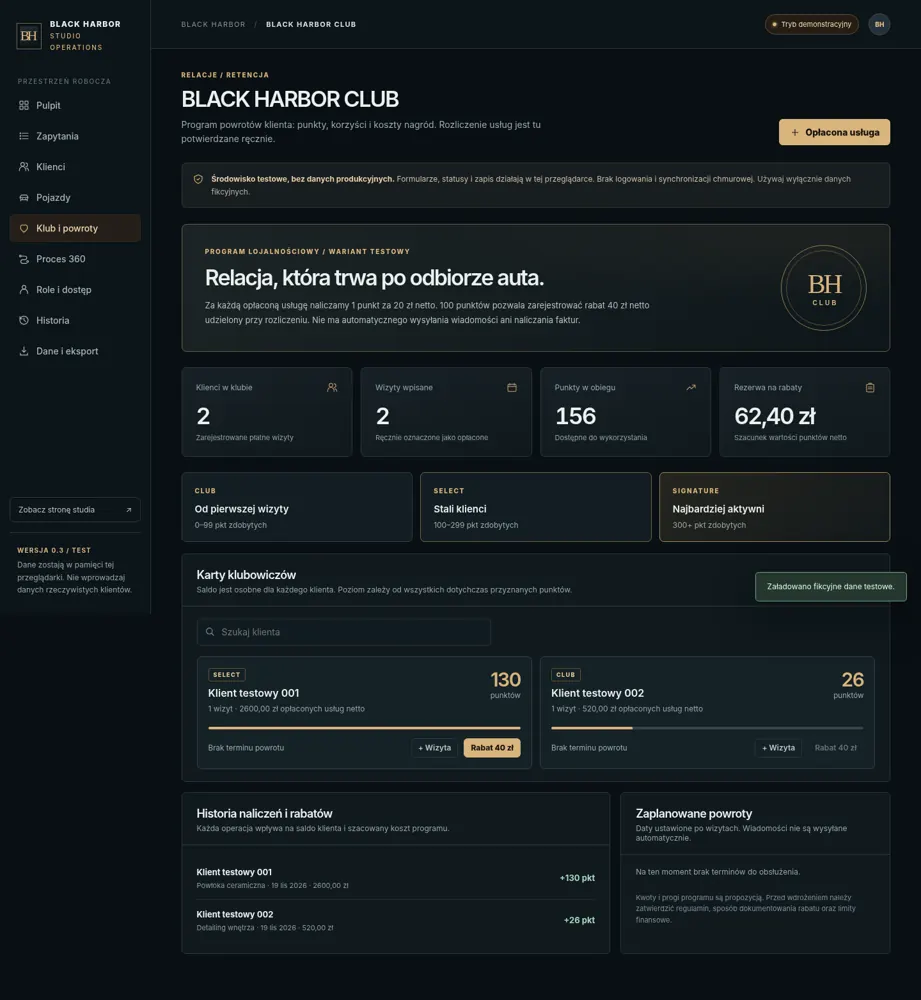 BH
BLACK HARBOR
STUDIO
OPERATIONS
PRZESTRZEŃ ROBOCZA
Pulpit
Zapytania
Klienci
Pojazdy
Klub i powroty
Proces 360
Role i dostęp
Historia
Dane i eksport
Zobacz stronę studia
WERSJA 0.3 / TEST
Dane zostają w pamięci tej
przeglądarki. Nie wprowadzaj
danych rzeczywistych klientów.
BLACK HARBOR / BLACK HARBOR CLUB
Tryb demonstracyjny
BH
RELACJE / RETENCJA
BLACK HARBOR CLUB
Program powrotów klienta: punkty, korzyści i koszty nagród. Rozliczenie usług jest tu
potwierdzane ręcznie.
+ Opłacona usługa
Środowisko testowe, bez danych produkcyjnych. Formularze, statusy i zapis działają w tej przeglądarce. Brak logowania i synchronizacji chmurowej. Używaj wyłącznie danych
fikcyjnych.
PROGRAM LOJALNOŚCIOWY / WARIANT TESTOWY
Relacja, która trwa po odbiorze auta.
Za każdą opłaconą usługę naliczamy 1 punkt za 20 zł netto. 100 punktów pozwala zarejestrować rabat 40 zł netto
udzielony przy rozliczeniu. Nie ma automatycznego wysyłania wiadomości ani naliczania faktur.
BH
CLUB
Klienci w klubie
2
Zarejestrowane płatne wizyty
Wizyty wpisane
2
Ręcznie oznaczone jako opłacone
Punkty w obiegu
156
Dostępne do wykorzystania
Rezerwa na rabaty
62,40 zł
Szacunek wartości punktów netto
CLUB
Od pierwszej wizyty
0–99 pkt zdobytych
SELECT
Stali klienci
100–299 pkt zdobytych
SIGNATURE
Najbardziej aktywni
300+ pkt zdobytych
Karty klubowiczów
Saldo jest osobne dla każdego klienta. Poziom zależy od wszystkich dotychczas przyznanych punktów.
Załadowano fikcyjne dane testowe.
Szukaj klienta
SELECT
Klient testowy 001
1 wizyt · 2600,00 zł opłaconych usług netto
130
punktów
Brak terminu powrotu
+ Wizyta
Rabat 40 zł
CLUB
Klient testowy 002
1 wizyt · 520,00 zł opłaconych usług netto
26
punktów
Brak terminu powrotu
+ Wizyta
Rabat 40 zł
Historia naliczeń i rabatów
Każda operacja wpływa na saldo klienta i szacowany koszt programu.
Klient testowy 001
Powłoka ceramiczna · 19 lis 2026 · 2600,00 zł
+130 pkt
Klient testowy 002
Detailing wnętrza · 19 lis 2026 · 520,00 zł
+26 pkt
Zaplanowane powroty
Daty ustawione po wizytach. Wiadomości nie są wysyłane
automatycznie.
Na ten moment brak terminów do obsłużenia.
Kwoty i progi programu są propozycją. Przed wdrożeniem należy
zatwierdzić regulamin, sposób dokumentowania rabatu oraz limity
finansowe.